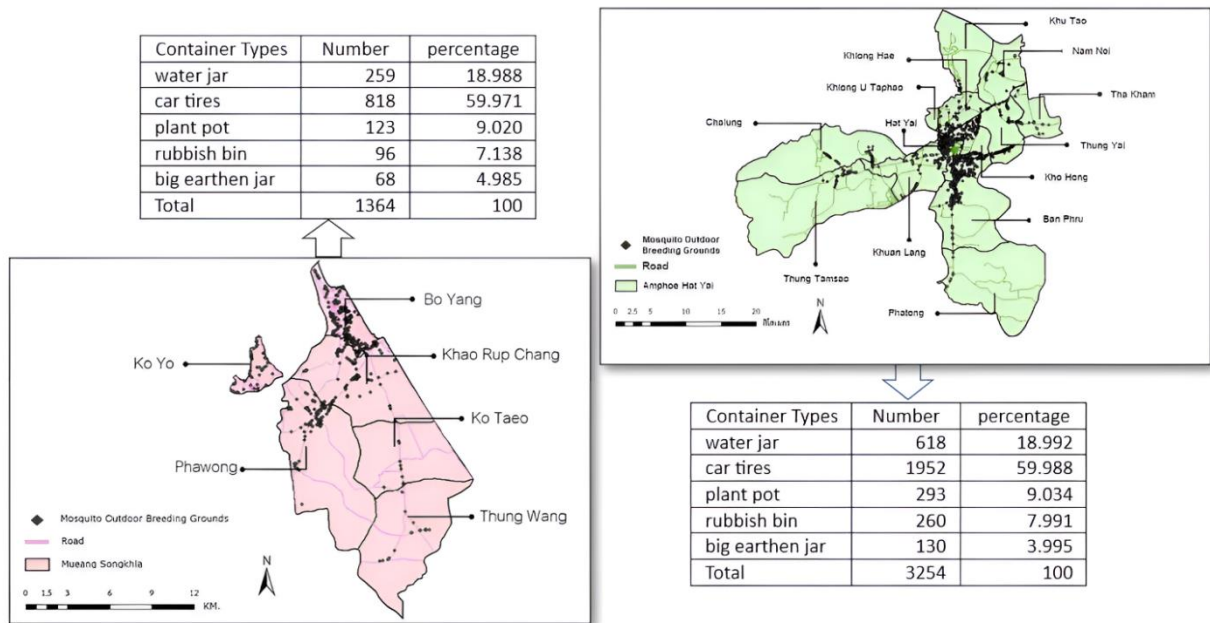 Container Types Number percentage
water jar 259 18.988
car tires 818 59.971
plant pot 123 9.020
rubbish bin 96 7.138
big earthen jar 68 4.985
Total 1364 100
Bo Yang
Ko Yo
Khao Rup Chang
Ko Taeo
Phawong
Thung Wang
Mosquito Outdoor Breeding Grounds
Road
Mueang Songkhla
N
0 1.5 3 6 9 12
KM.
Khu Tao
Nam Noi
Khlong Hae
Khlong U Taphao
Tha Kham
Hat Yai
Chalung
Thung Yai
Kho Hong
Ban Phru
Khuan Lang
Thung Tamsao
Phatong
Mosquito Outdoor
Breeding Grounds
Road
Amphoe Hat Yai
N
0 2.5 5 10 15 20
Container Types Number percentage
water jar 618 18.992
car tires 1952 59.988
plant pot 293 9.034
rubbish bin 260 7.991
big earthen jar 130 3.995
Total 3254 100